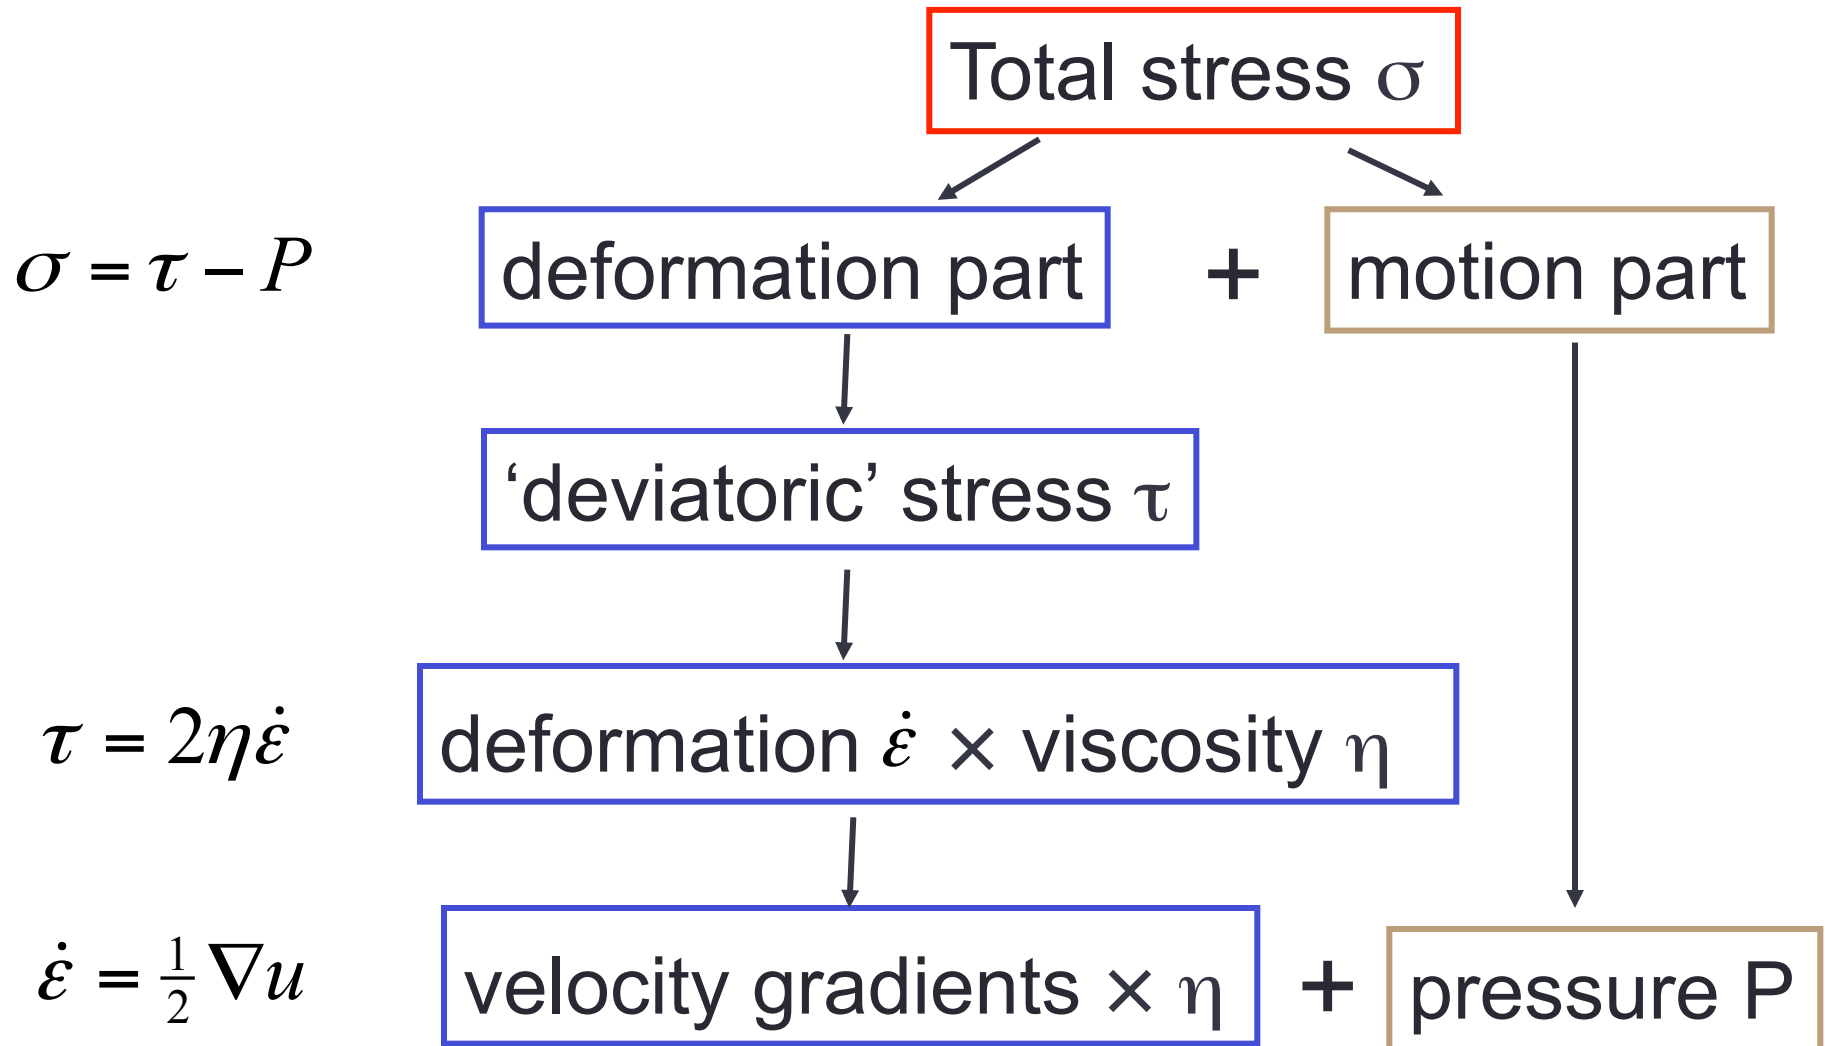 Total stress σ
σ = τ − P
deformation part + motion part
‘deviatoric’ stress τ
τ = 2ηε̇
deformation ε̇ × viscosity η
ε̇ = ½ ∇u
velocity gradients × η + pressure P